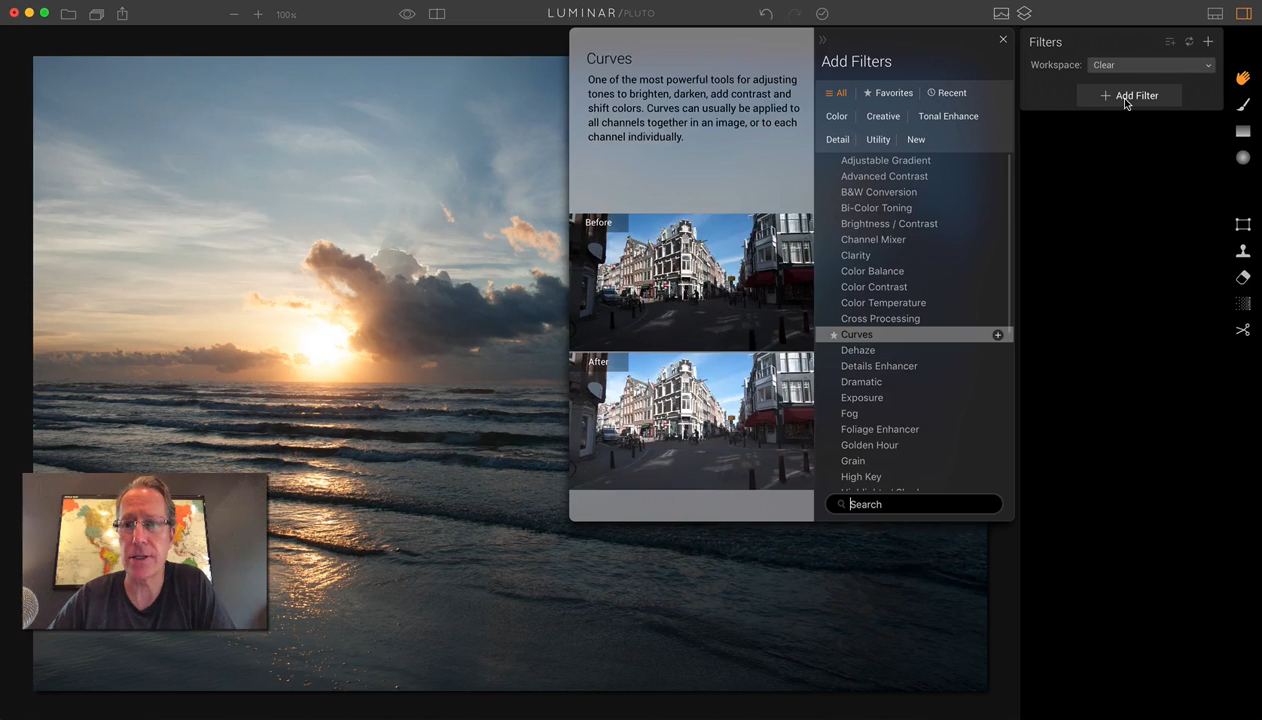 100%
LUMINAR/PLUTO
Curves
One of the most powerful tools for adjusting
tones to brighten, darken, add contrast and
shift colors. Curves can usually be applied to
all channels together in an image, or to each
channel individually.
Before
After
Add Filters
All Favorites Recent
Color Creative Tonal Enhance
Detail Utility New
Adjustable Gradient
Advanced Contrast
B&W Conversion
Bi-Color Toning
Brightness / Contrast
Channel Mixer
Clarity
Color Balance
Color Contrast
Color Temperature
Cross Processing
Curves
Dehaze
Details Enhancer
Dramatic
Exposure
Fog
Foliage Enhancer
Golden Hour
Grain
High Key
Search
Filters
Workspace: Clear
Add Filter